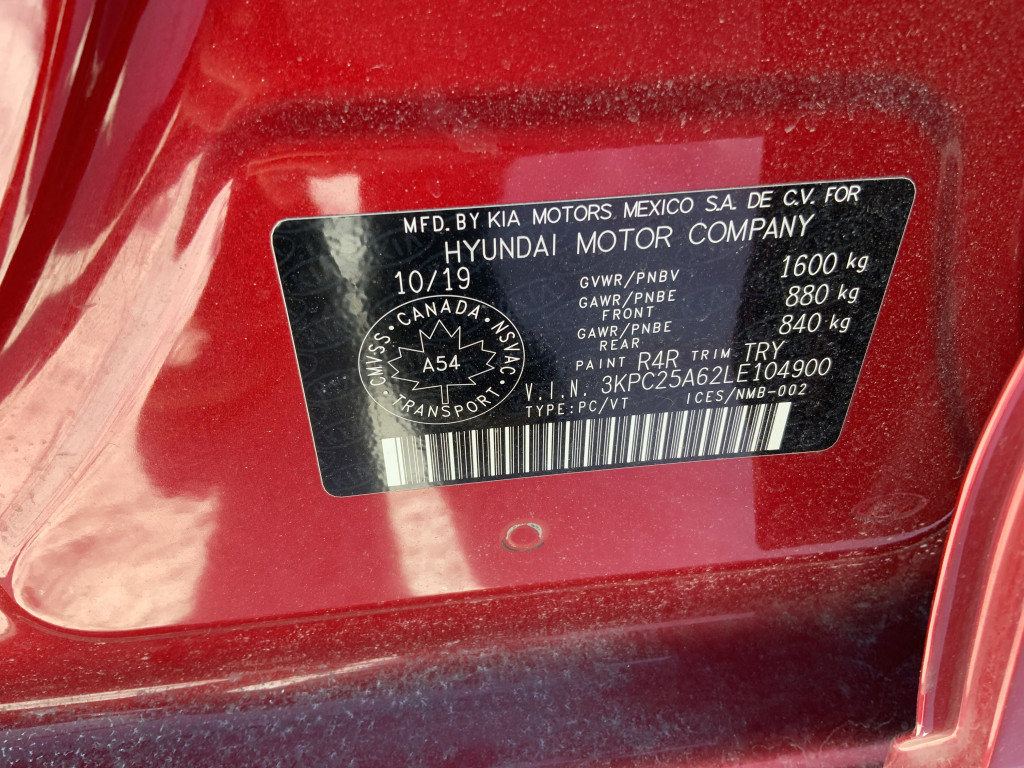 MFD. BY KIA MOTORS MEXICO S.A. DE C.V. FOR
HYUNDAI MOTOR COMPANY
10/19
GVWR/PNBV 1600 kg
GAWR/PNBE FRONT 880 kg
GAWR/PNBE REAR 840 kg
PAINT R4R TRIM TRY
V.I.N. 3KPC25A62LE104900
TYPE:PC/VT ICES/NMB-002
CMVSS • CANADA • NSVAC • TRANSPORT •
A54